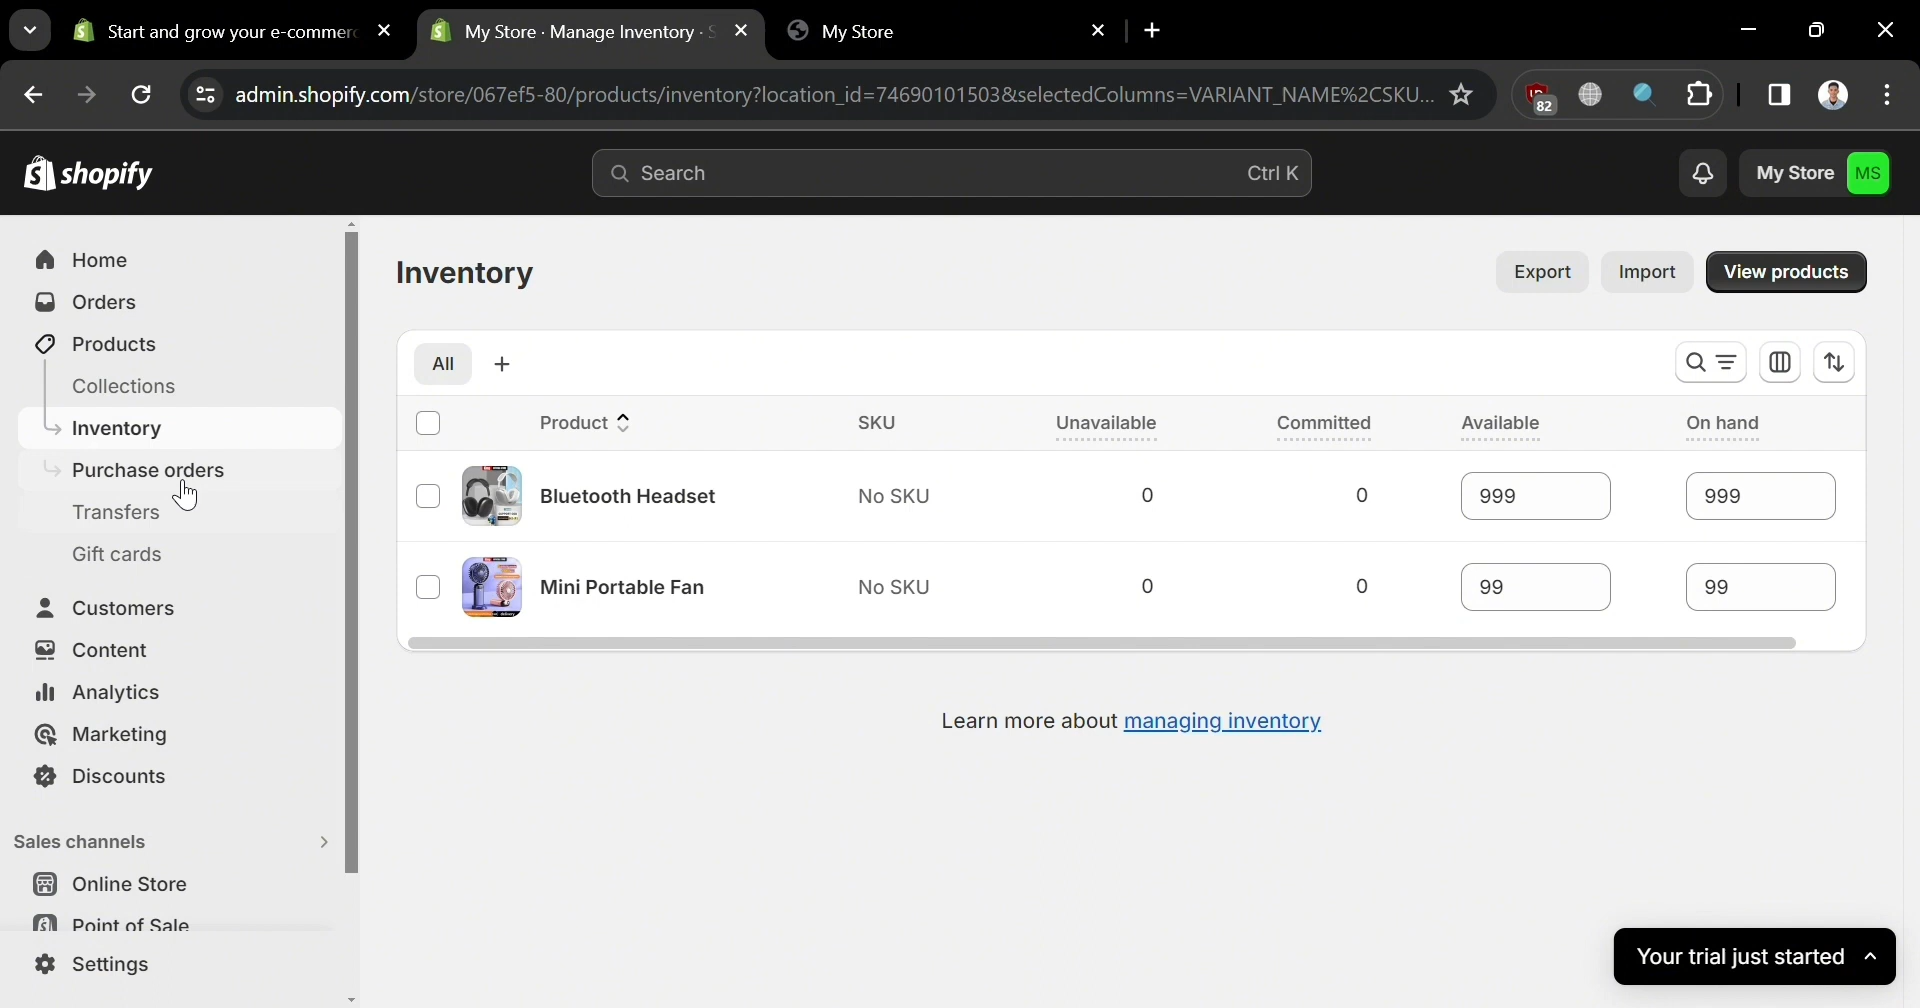 Start and grow your e-commerc
My Store · Manage Inventory · S
My Store
admin.shopify.com/store/067ef5-80/products/inventory?location_id=74690101503&selectedColumns=VARIANT_NAME%2CSKU...
82
shopify
Search
Ctrl K
My Store
MS
Home
Orders
Products
Collections
Inventory
Purchase orders
Transfers
Gift cards
Customers
Content
Analytics
Marketing
Discounts
Sales channels
Online Store
Point of Sale
Settings
Inventory
Export
Import
View products
All
Product
SKU
Unavailable
Committed
Available
On hand
Bluetooth Headset
No SKU
0
0
999
999
Mini Portable Fan
No SKU
0
0
99
99
Learn more about managing inventory
Your trial just started